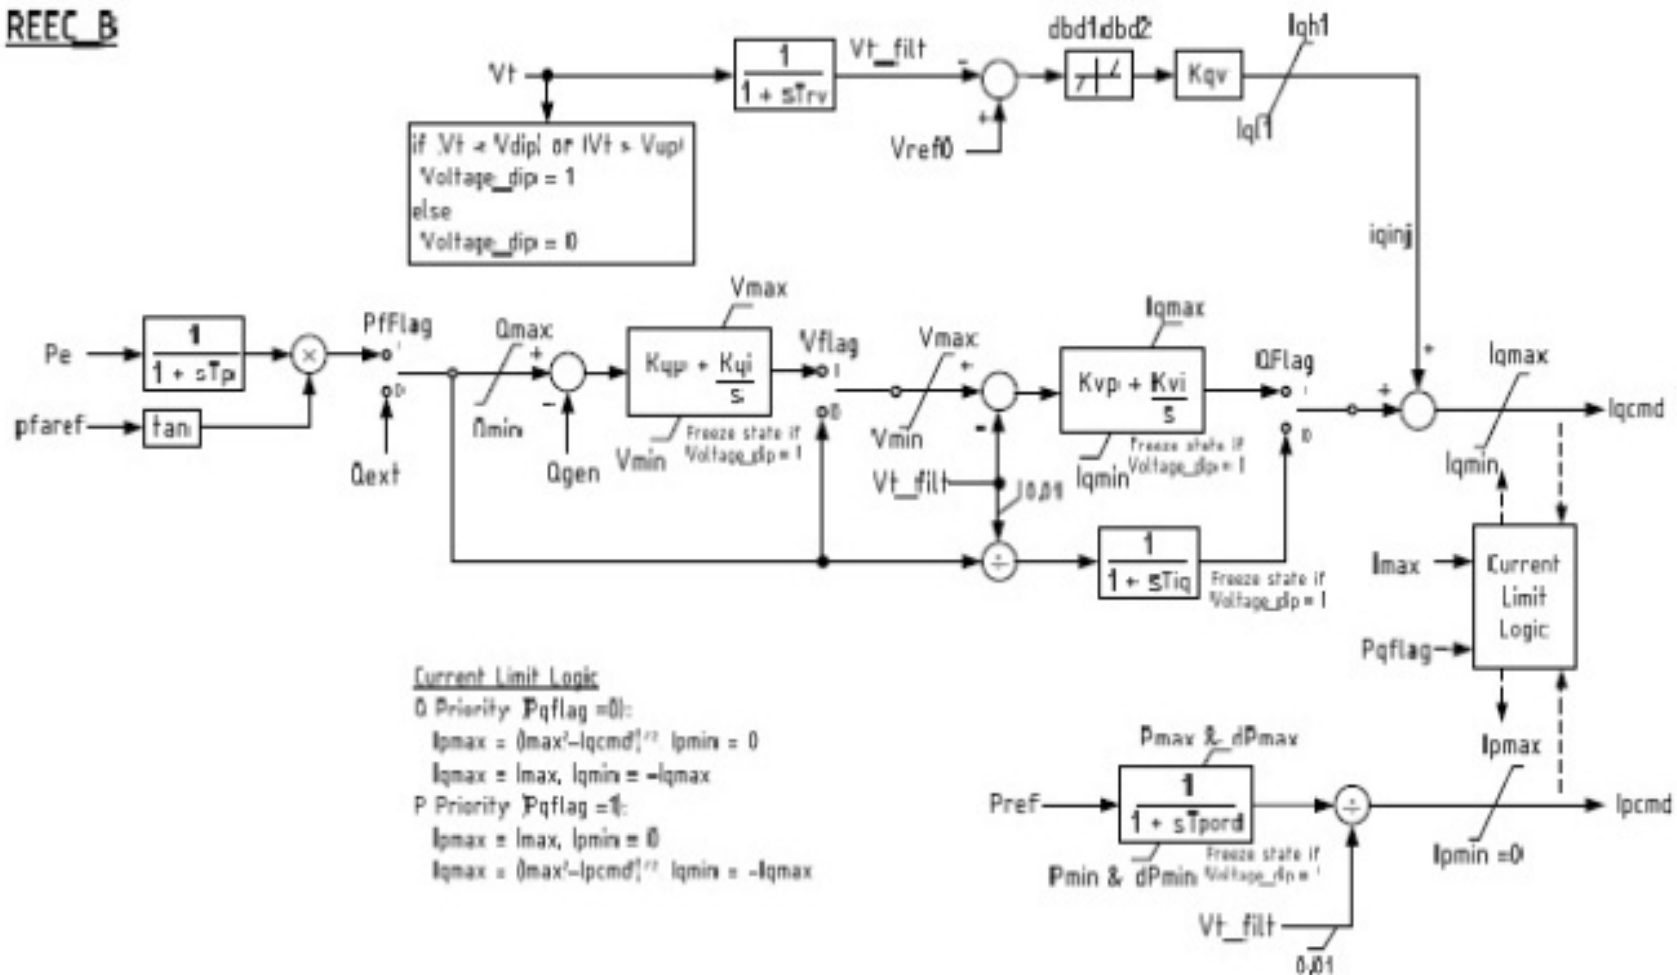 REEC_B
dbd1,dbd2
Iqh1
Vt
1
1 + sTrv
Vt_filt
Kqv
Iql1
Vref0
if Vt < Vdip or Vt > Vup
Voltage_dip = 1
else
Voltage_dip = 0
iqinj
Pe
1
1 + sTp
PfFlag
1
0
Qmax
Qmin
Vmax
Kqp + Kqi
s
Vmin
Freeze state if
Voltage_dip = 1
Vflag
1
0
Vmax
Vmin
Iqmax
Kvp + Kvi
s
Iqmin
Freeze state if
Voltage_dip = 1
QFlag
1
0
Iqmax
Iqmin
Iqcmd
pfaref
tan
Qext
Qgen
Vt_filt
0.01
1
1 + sTiq
Freeze state if
Voltage_dip = 1
Imax
Pqflag
Current
Limit
Logic
Current Limit Logic
Q Priority (Pqflag =0):
Ipmax = (Imax²-Iqcmd²)¹ᐟ², Ipmin = 0
Iqmax = Imax, Iqmin = -Iqmax
P Priority (Pqflag =1):
Ipmax = Imax, Ipmin = 0
Iqmax = (Imax²-Ipcmd²)¹ᐟ², Iqmin = -Iqmax
Pmax & dPmax
Pref
1
1 + sTpord
Pmin & dPmin
Freeze state if
Voltage_dip = 1
Ipmax
Ipmin =0
Ipcmd
Vt_filt
0.01